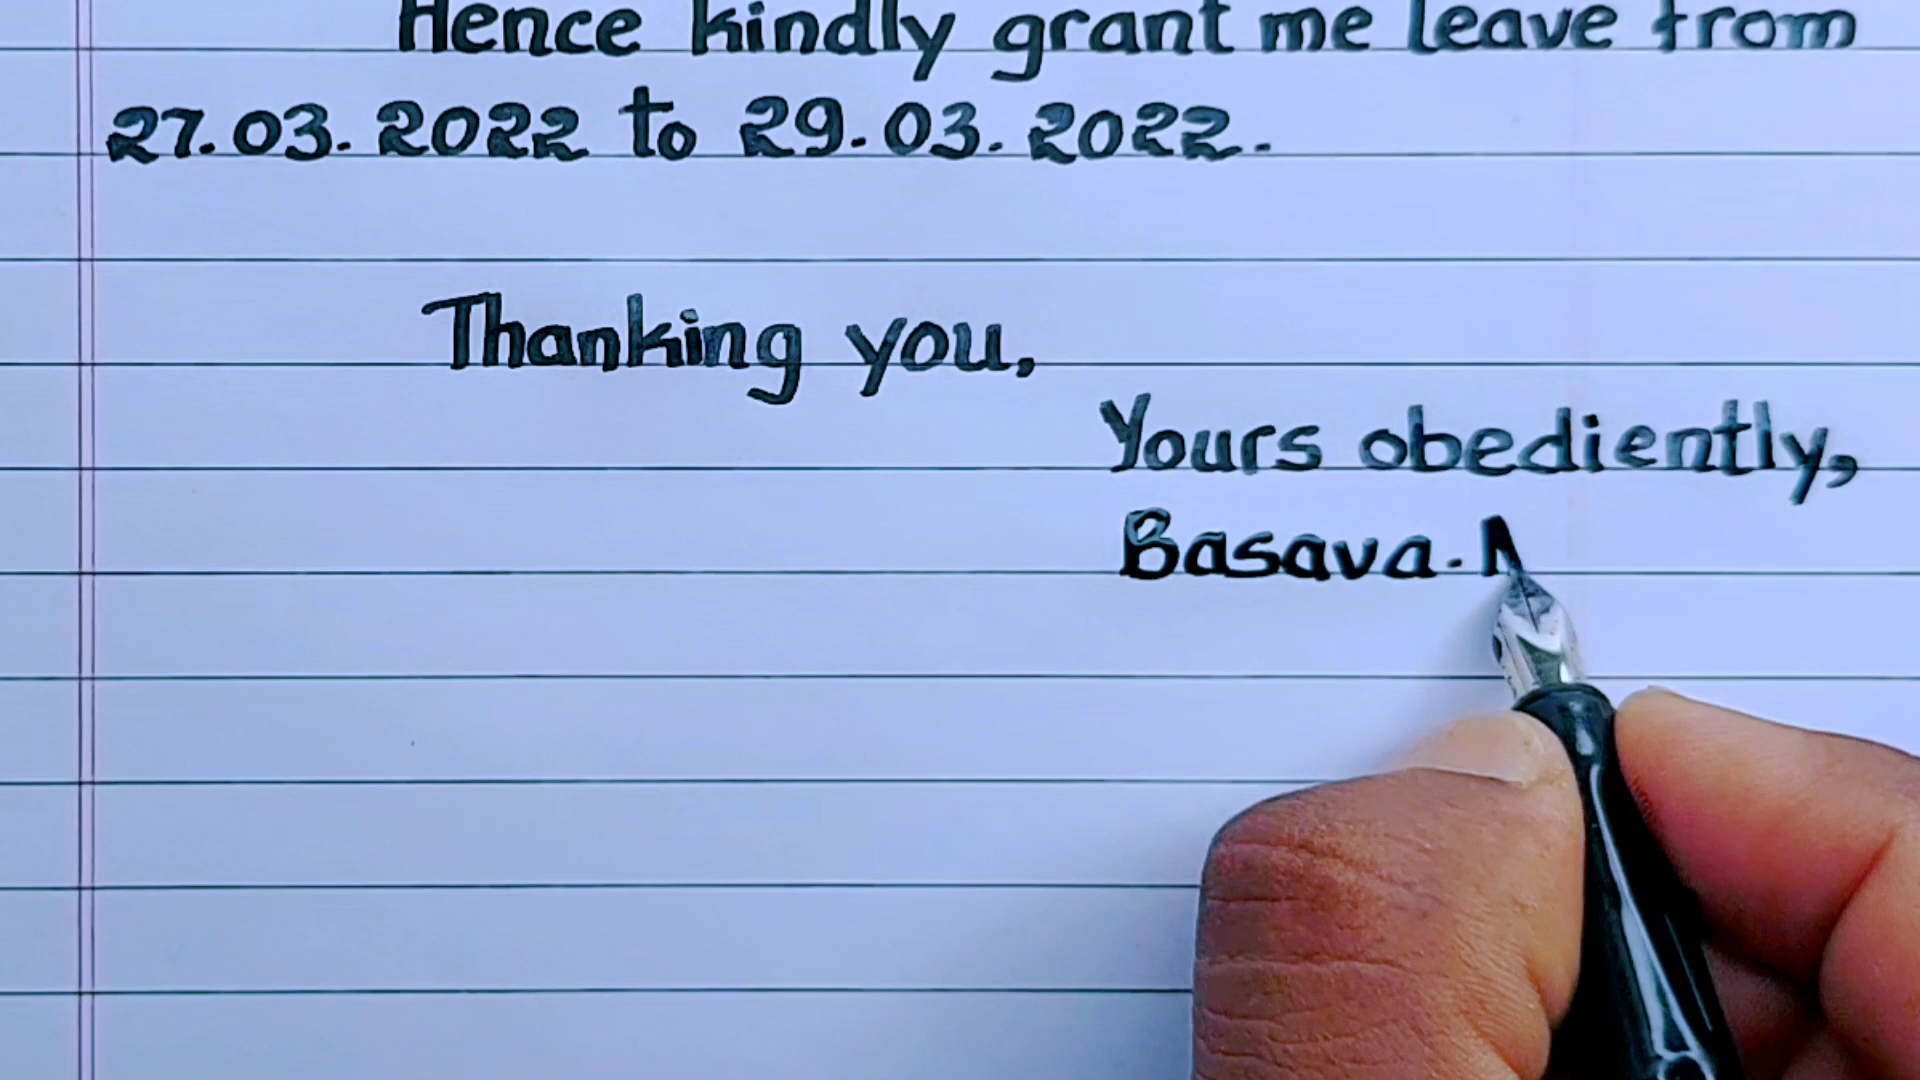 Hence kindly grant me leave from
27.03.2022 to 29.03.2022.
Thanking you,
Yours obediently,
Basava.